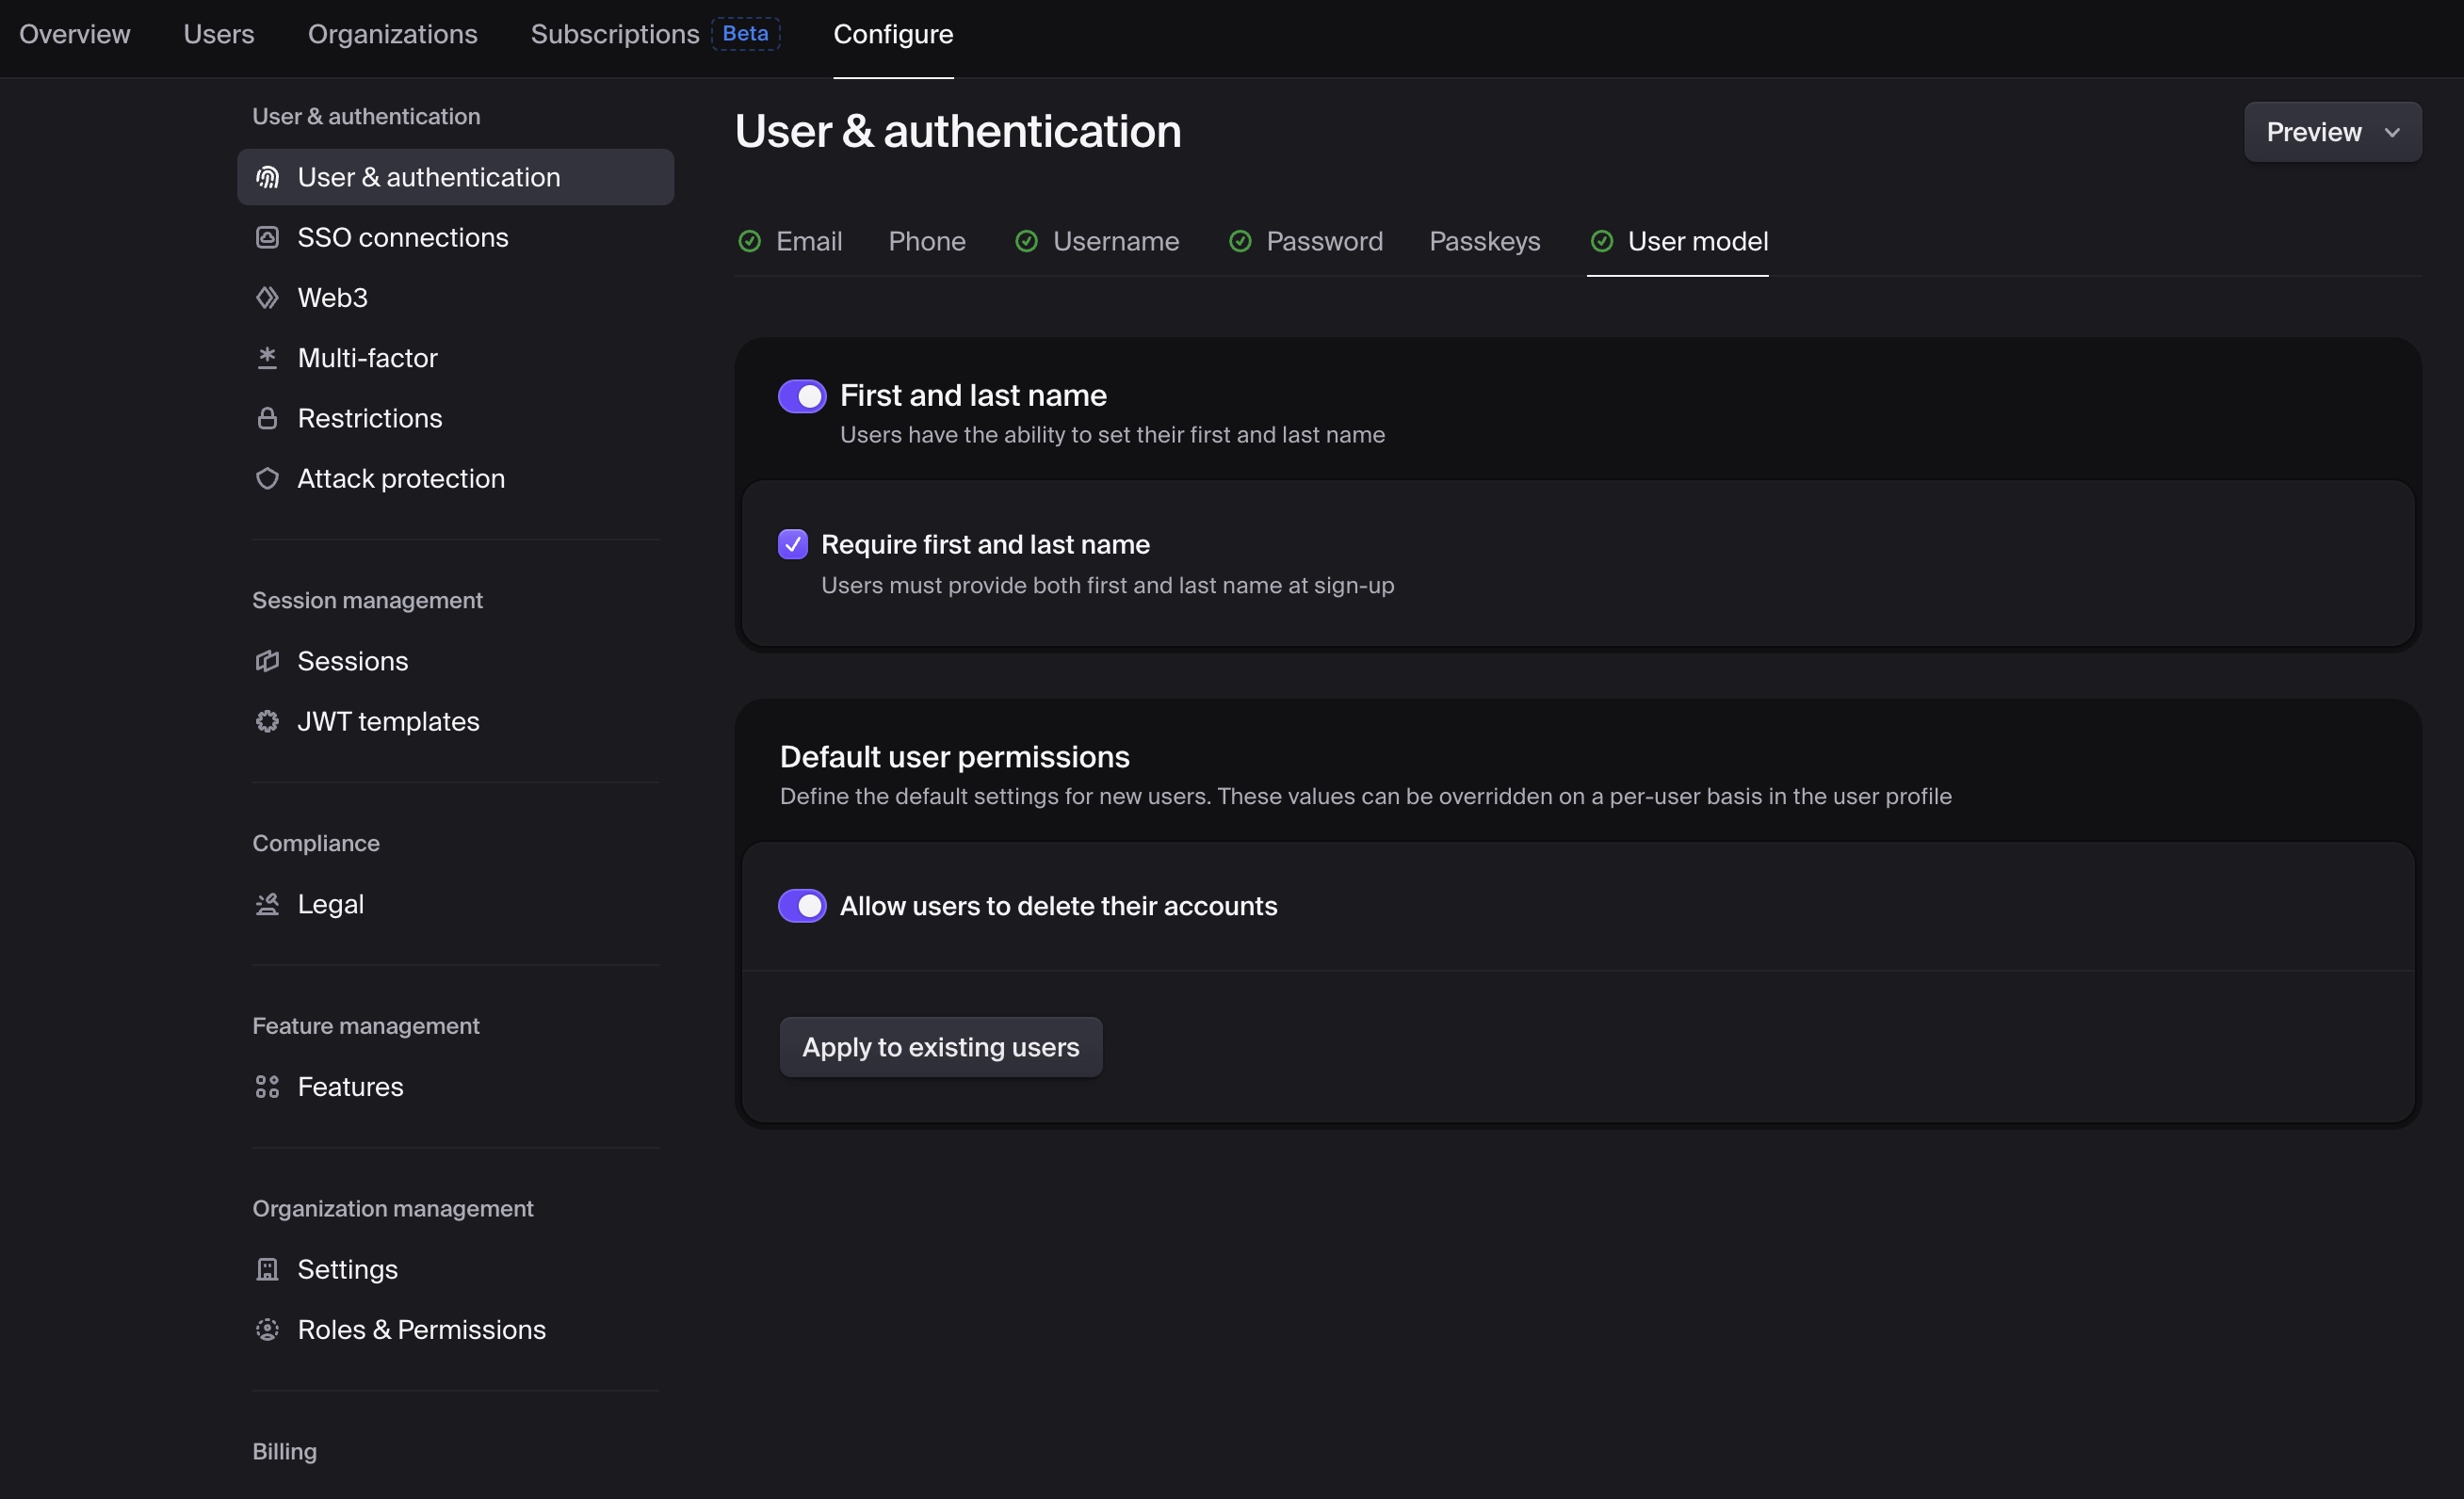 Overview Users Organizations Subscriptions Beta Configure
User & authentication
User & authentication
SSO connections
Web3
Multi-factor
Restrictions
Attack protection
Session management
Sessions
JWT templates
Compliance
Legal
Feature management
Features
Organization management
Settings
Roles & Permissions
Billing
User & authentication
Preview
Email Phone Username Password Passkeys User model
First and last name
Users have the ability to set their first and last name
Require first and last name
Users must provide both first and last name at sign-up
Default user permissions
Define the default settings for new users. These values can be overridden on a per-user basis in the user profile
Allow users to delete their accounts
Apply to existing users